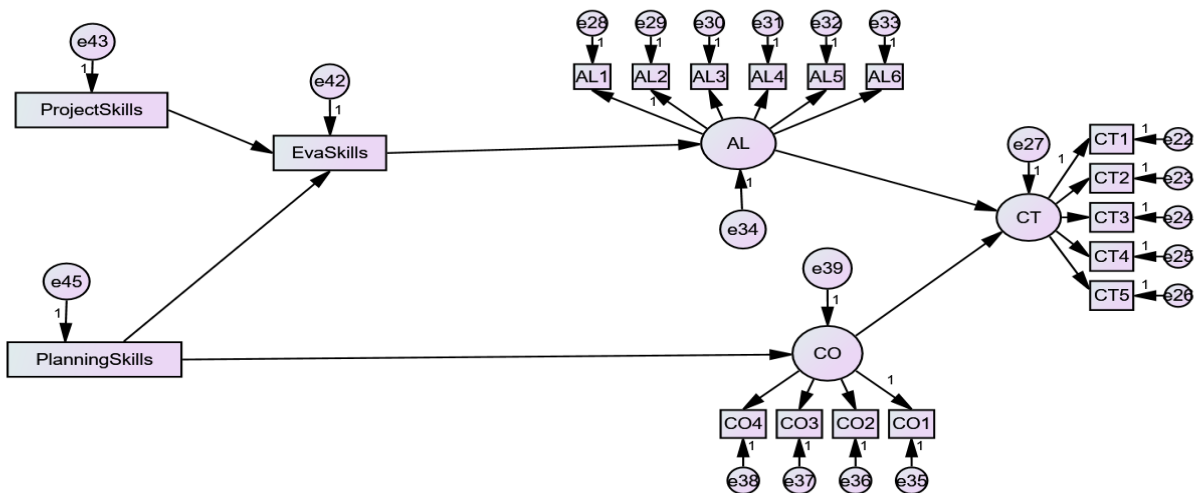 e28 e29 e30 e31 e32 e33
1 1 1 1 1 1
AL1 AL2 AL3 AL4 AL5 AL6
1
e43
1
ProjectSkills
e42
1
EvaSkills
AL
1
e34
e27
1
CT
1
CT1 1 e22
CT2 1 e23
CT3 1 e24
CT4 1 e25
CT5 1 e26
e45
1
PlanningSkills
e39
1
CO
1
CO4 CO3 CO2 CO1
1 1 1 1
e38 e37 e36 e35